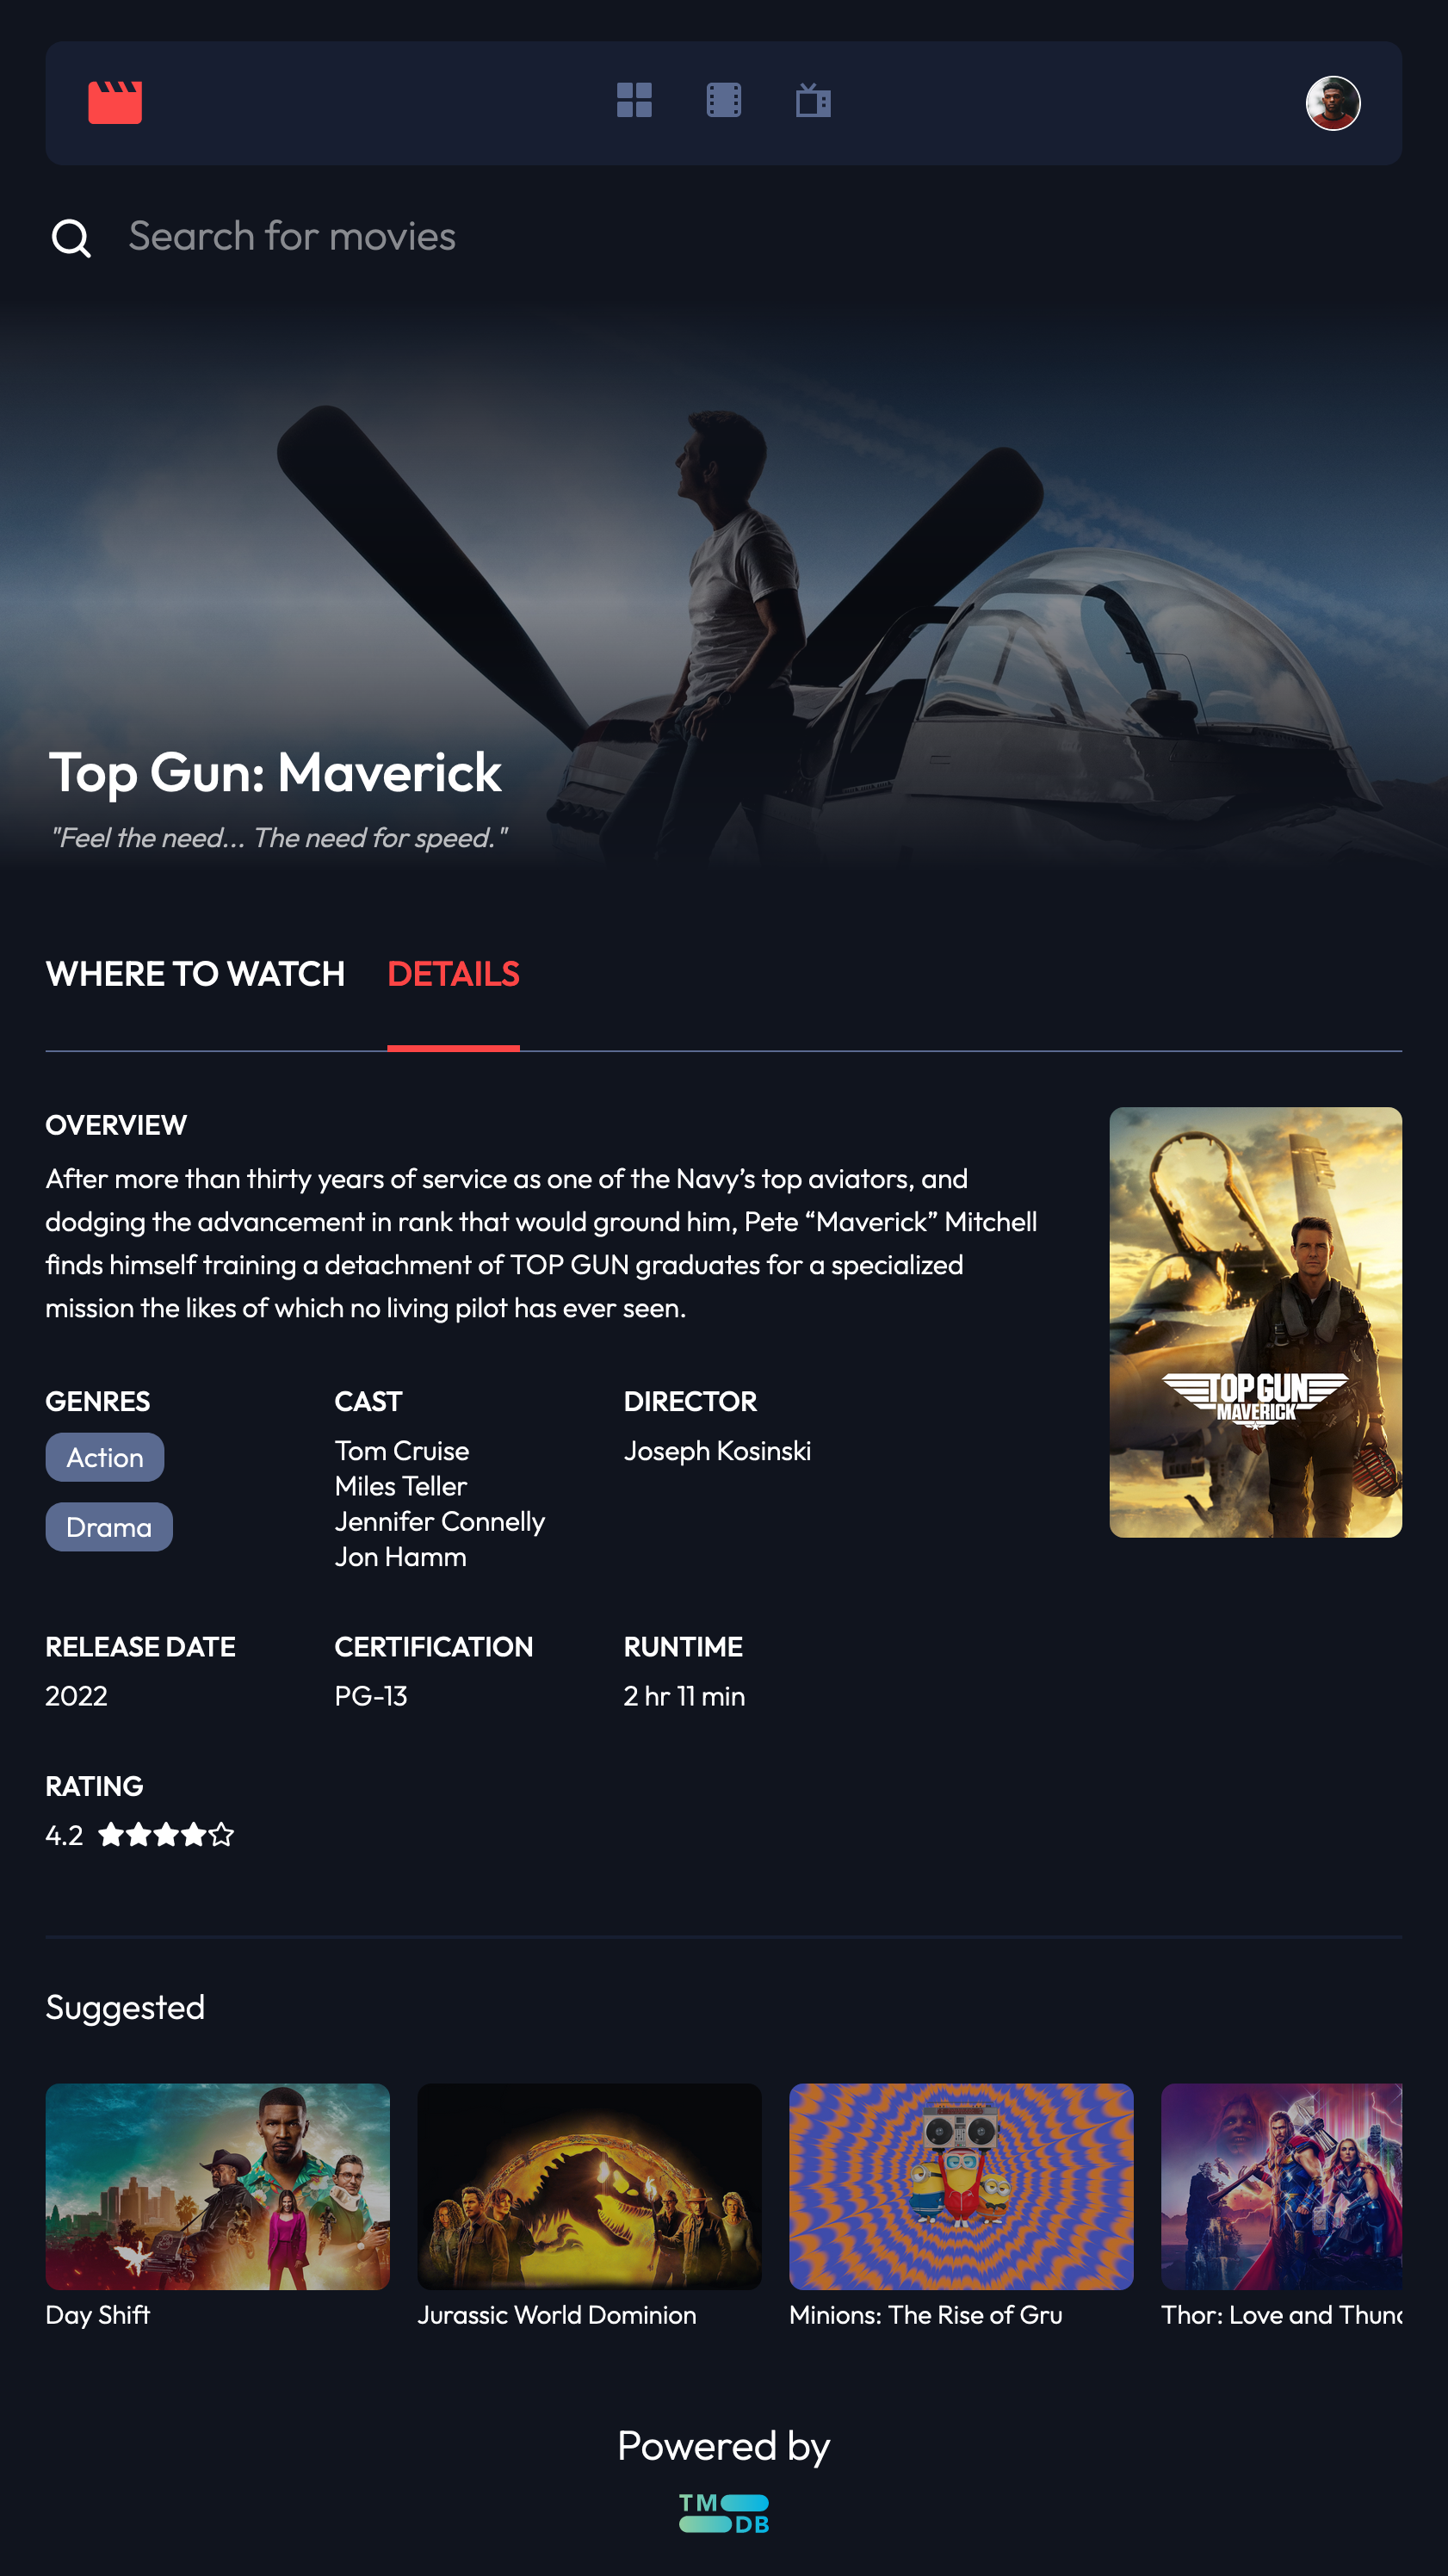 Search for movies
Top Gun: Maverick
"Feel the need... The need for speed."
WHERE TO WATCH
DETAILS
OVERVIEW
After more than thirty years of service as one of the Navy’s top aviators, and
dodging the advancement in rank that would ground him, Pete “Maverick” Mitchell
finds himself training a detachment of TOP GUN graduates for a specialized
mission the likes of which no living pilot has ever seen.
TOP GUN
MAVERICK
GENRES
Action
Drama
CAST
Tom Cruise
Miles Teller
Jennifer Connelly
Jon Hamm
DIRECTOR
Joseph Kosinski
RELEASE DATE
2022
CERTIFICATION
PG-13
RUNTIME
2 hr 11 min
RATING
4.2
Suggested
Day Shift
Jurassic World Dominion
Minions: The Rise of Gru
Thor: Love and
Powered by
TM
DB